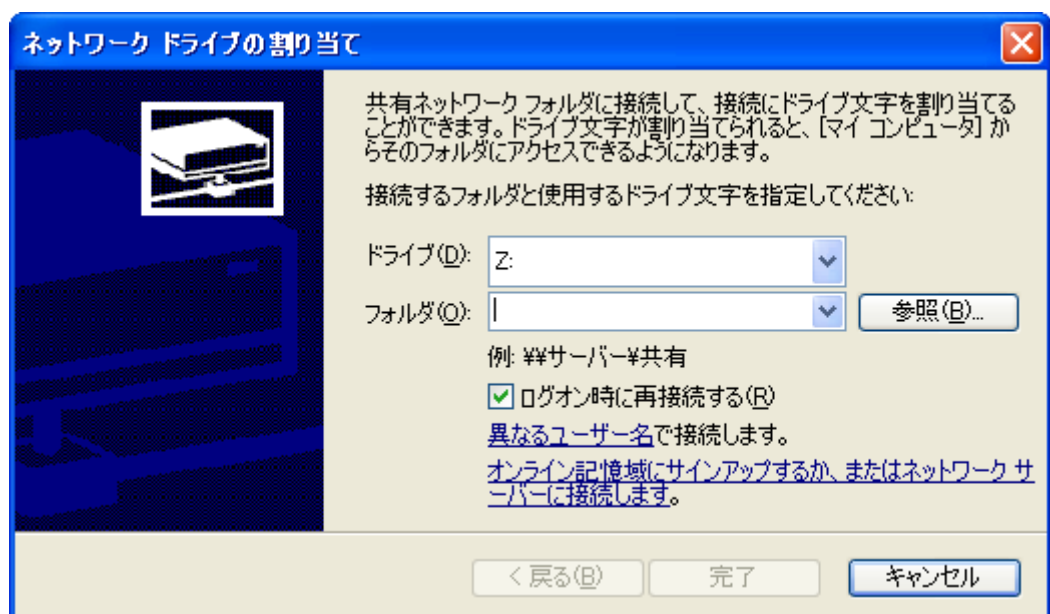 ネットワーク ドライブの割り当て
共有ネットワーク フォルダに接続して、接続にドライブ文字を割り当てる
ことができます。ドライブ文字が割り当てられると、[マイ コンピュータ] か
らそのフォルダにアクセスできるようになります。
接続するフォルダと使用するドライブ文字を指定してください:
ドライブ(D): Z:
フォルダ(O): 参照(B)...
例: ¥¥サーバー¥共有
ログオン時に再接続する(R)
異なるユーザー名で接続します。
オンライン記憶域にサインアップするか、またはネットワーク サ
ーバーに接続します。
< 戻る(B) 完了 キャンセル